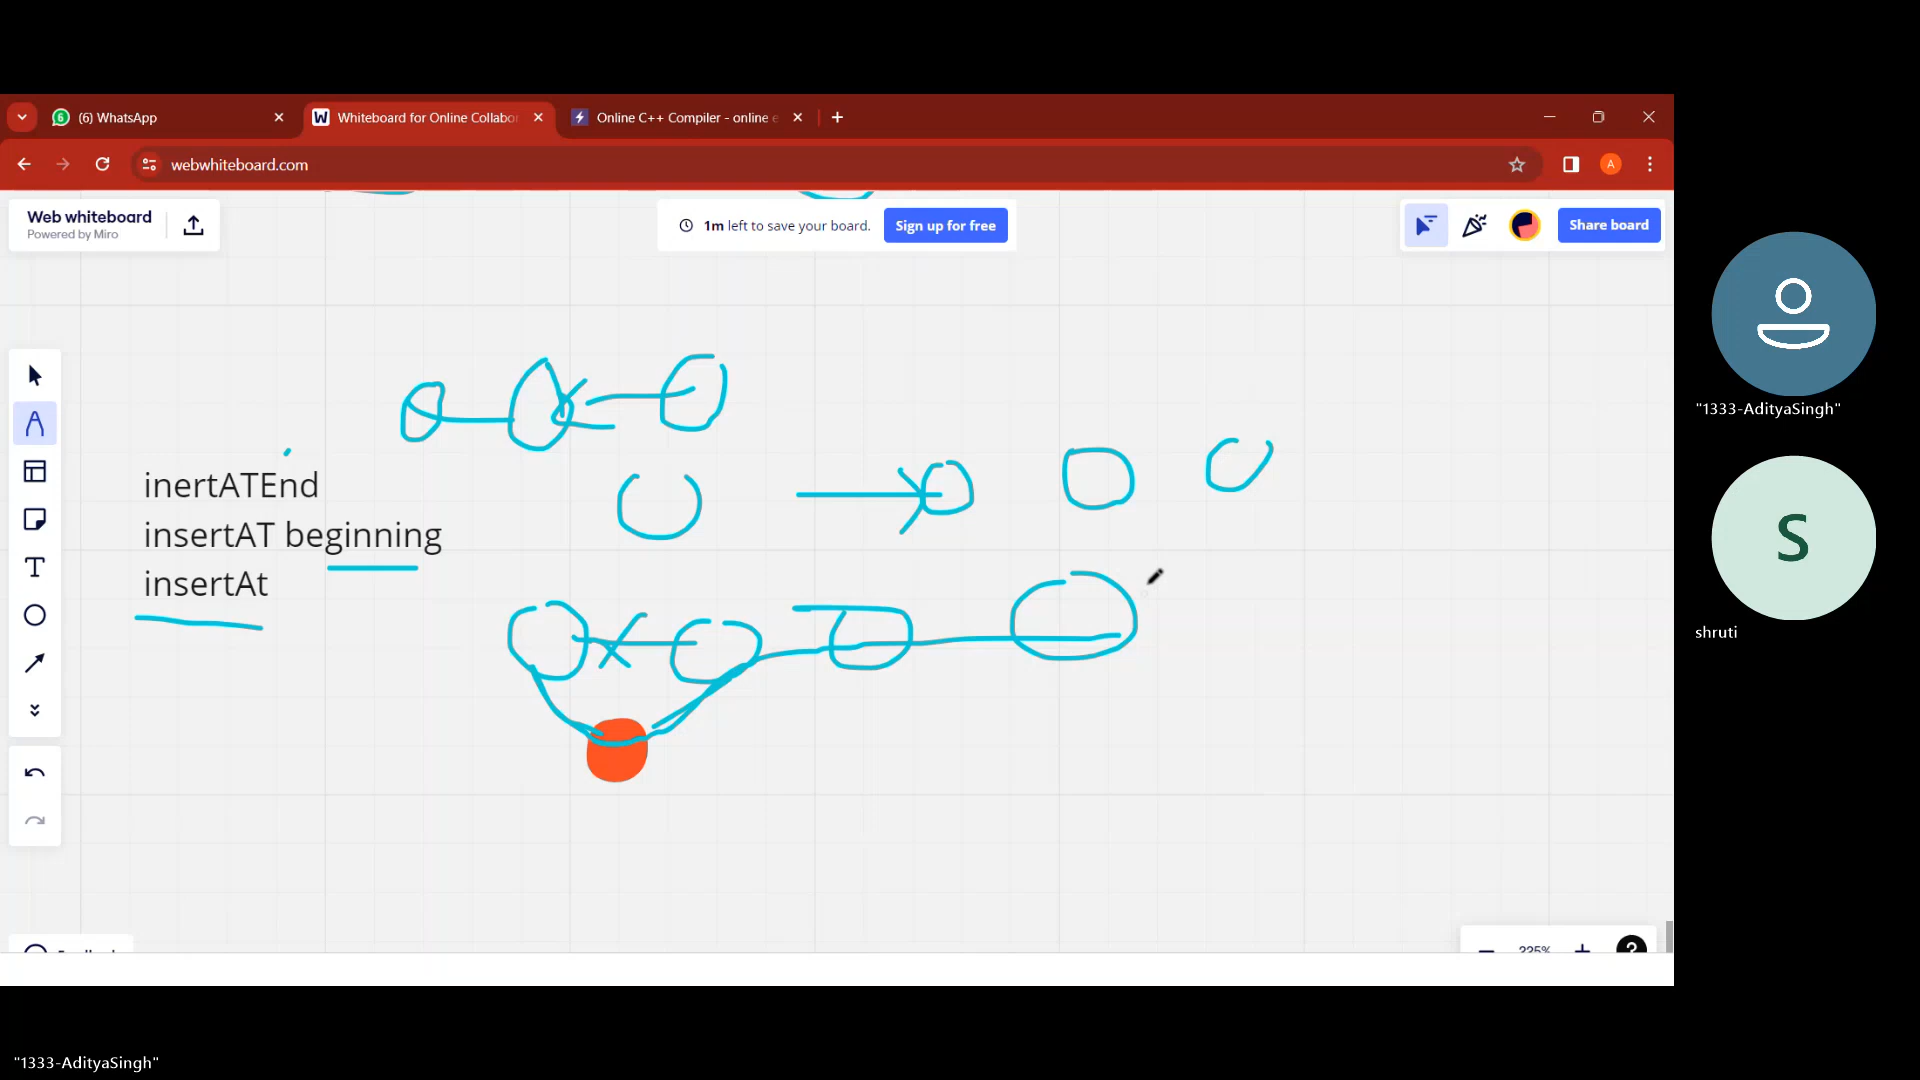 (6) WhatsApp
Whiteboard for Online Collabor
Online C++ Compiler - online e
webwhiteboard.com
A
Web whiteboard
Powered by Miro
1m left to save your board.
Sign up for free
Share board
inertATEnd
insertAT beginning
insertAt
225%
"1333-AdityaSingh"
S
shruti
"1333-AdityaSingh"